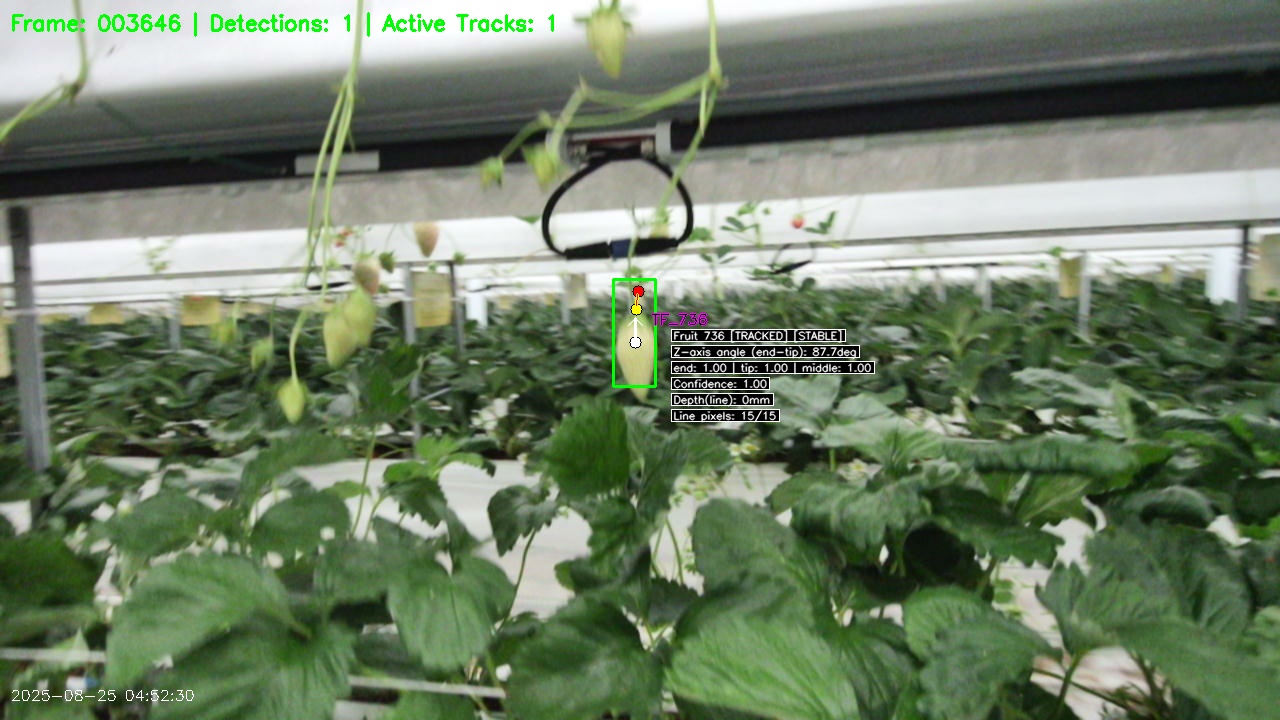 Frame: 003646 | Detections: 1 | Active Tracks: 1
TF_736
Fruit 736 [TRACKED] [STABLE]
Z-axis angle (end-tip): 87.7deg
end: 1.00 | tip: 1.00 | middle: 1.00
Confidence: 1.00
Depth(line): 0mm
Line pixels: 15/15
2025-08-25 04:52:30